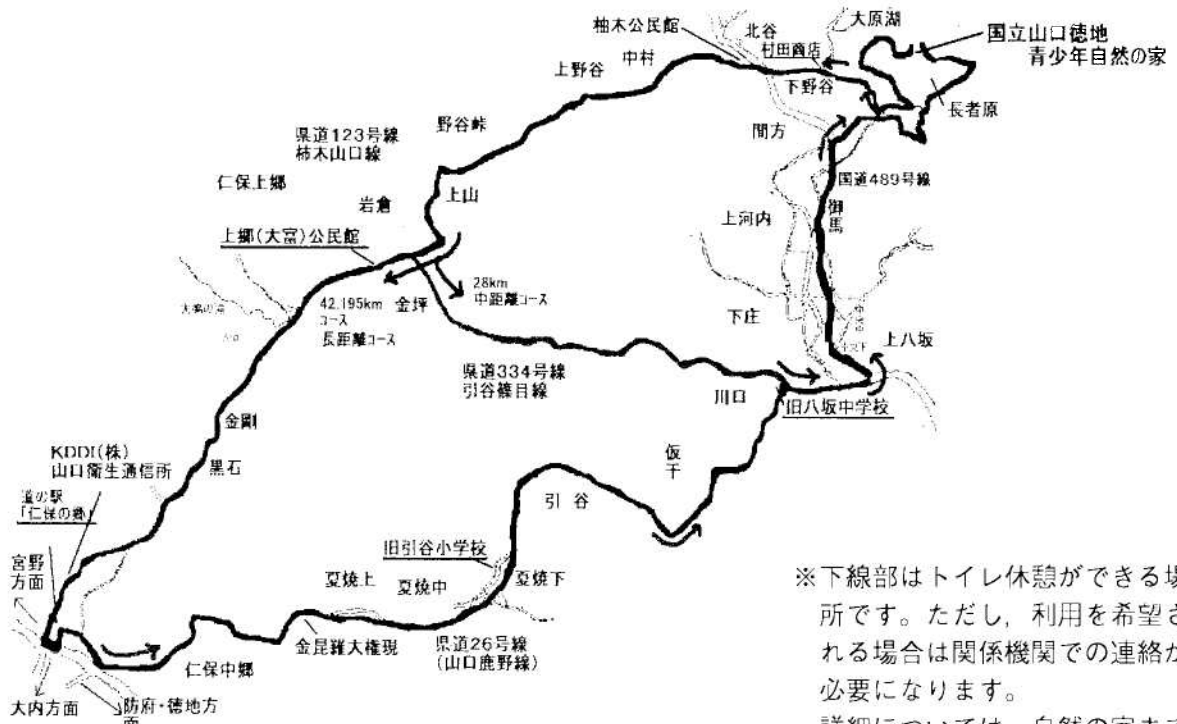 大原湖
北谷
柚木公民館
村田商店
国立山口徳地
青少年自然の家
中村
上野谷
下野谷
長者原
野谷峠
間方
県道123号線
柿木山口線
国道489号線
仁保上郷
岩倉
上山
御馬
上河内
上郷(大富)公民館
28km
中距離コース
42.195km
コース
長距離コース
金坪
下庄
上八坂
県道334号線
引谷篠目線
川口
旧八坂中学校
金剛
黒石
仮干
KDDI(株)
山口衛生通信所
道の駅
「仁保の郷」
引谷
旧引谷小学校
宮野
方面
夏焼上
夏焼中
夏焼下
金昆羅大権現
県道26号線
(山口鹿野線)
仁保中郷
大内方面
防府・徳地方
面
※下線部はトイレ休憩ができる場
所です。ただし，利用を希望さ
れる場合は関係機関での連絡が
必要になります。